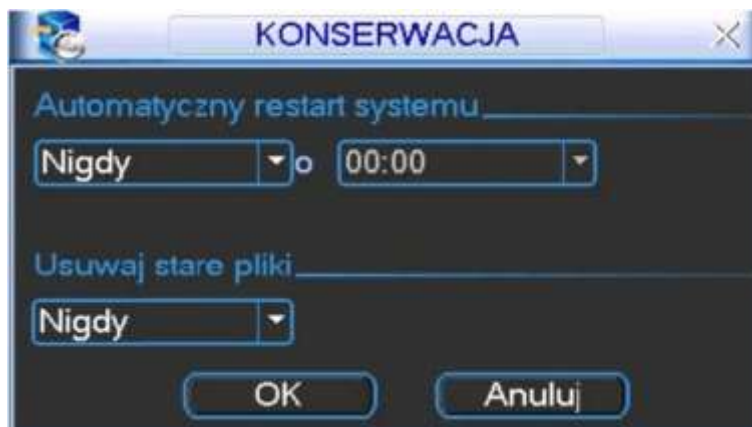 KONSERWACJA
Automatyczny restart systemu
Nigdy o 00:00
Usuwaj stare pliki
Nigdy
OK Anuluj